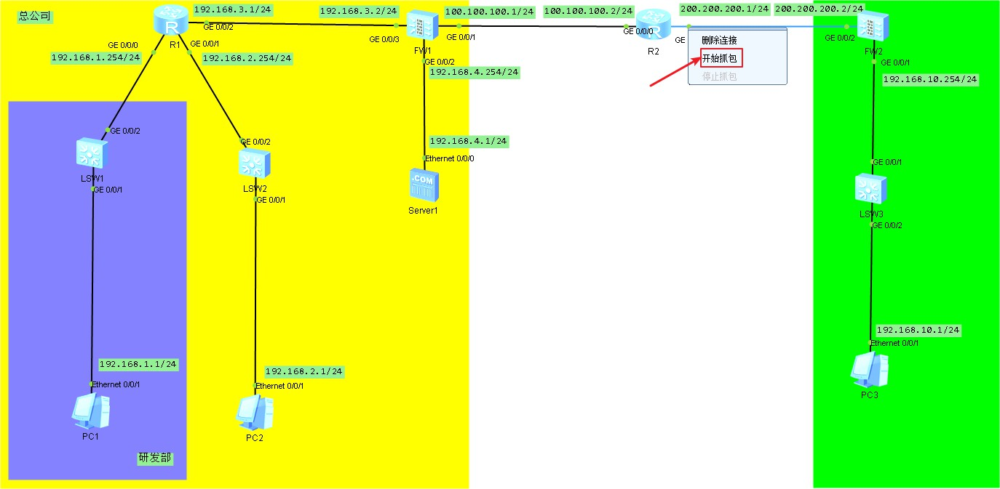 总公司
192.168.3.1/24
192.168.3.2/24
100.100.100.1/24
100.100.100.2/24
200.200.200.1/24
200.200.200.2/24
R
GE 0/0/2
R1
GE 0/0/0
GE 0/0/1
192.168.1.254/24
192.168.2.254/24
GE 0/0/3
GE 0/0/1
FW1
GE 0/0/2
192.168.4.254/24
GE 0/0/0
R
R2
GE
删除连接
开始抓包
停止抓包
GE 0/0/2
FW2
GE 0/0/1
192.168.10.254/24
GE 0/0/2
LSW1
GE 0/0/1
GE 0/0/2
LSW2
GE 0/0/1
192.168.4.1/24
Ethernet 0/0/0
.COM
Server1
GE 0/0/1
LSW3
GE 0/0/2
192.168.1.1/24
Ethernet 0/0/1
PC1
192.168.2.1/24
Ethernet 0/0/1
PC2
192.168.10.1/24
Ethernet 0/0/1
PC3
研发部